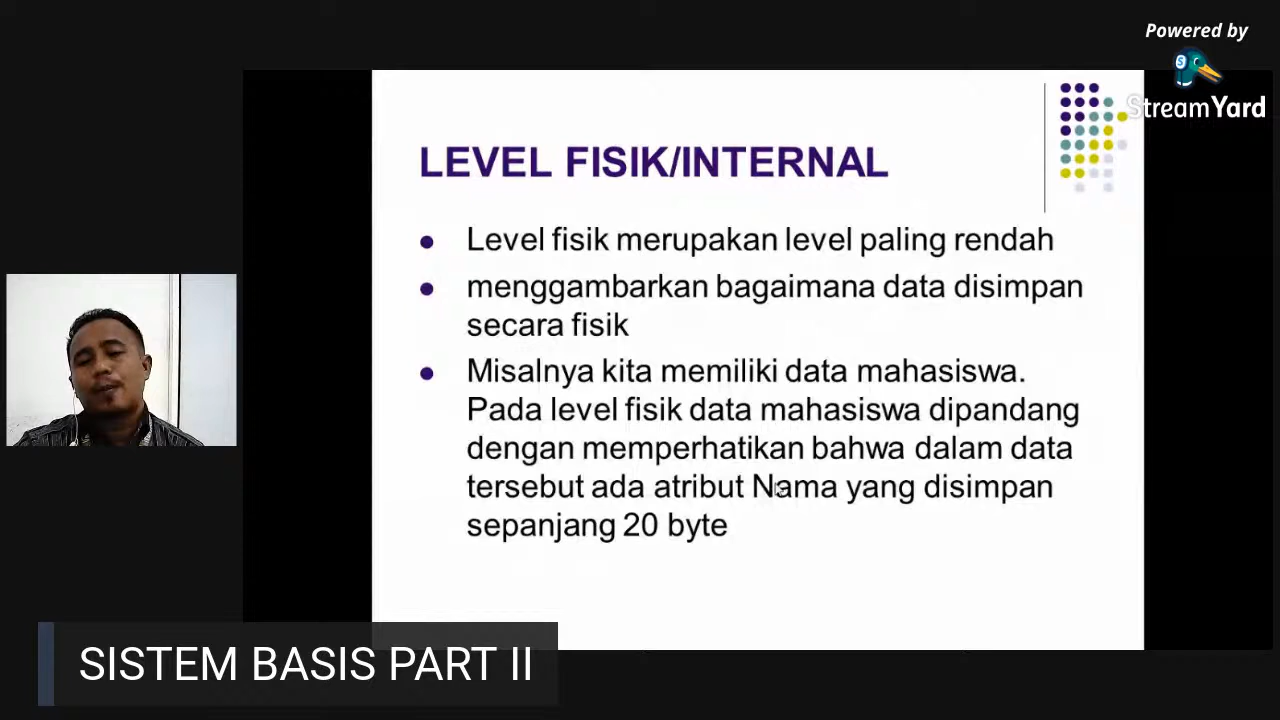 Powered by
StreamYard
LEVEL FISIK/INTERNAL
Level fisik merupakan level paling rendah
menggambarkan bagaimana data disimpan
secara fisik
Misalnya kita memiliki data mahasiswa.
Pada level fisik data mahasiswa dipandang
dengan memperhatikan bahwa dalam data
tersebut ada atribut Nama yang disimpan
sepanjang 20 byte
SISTEM BASIS PART II